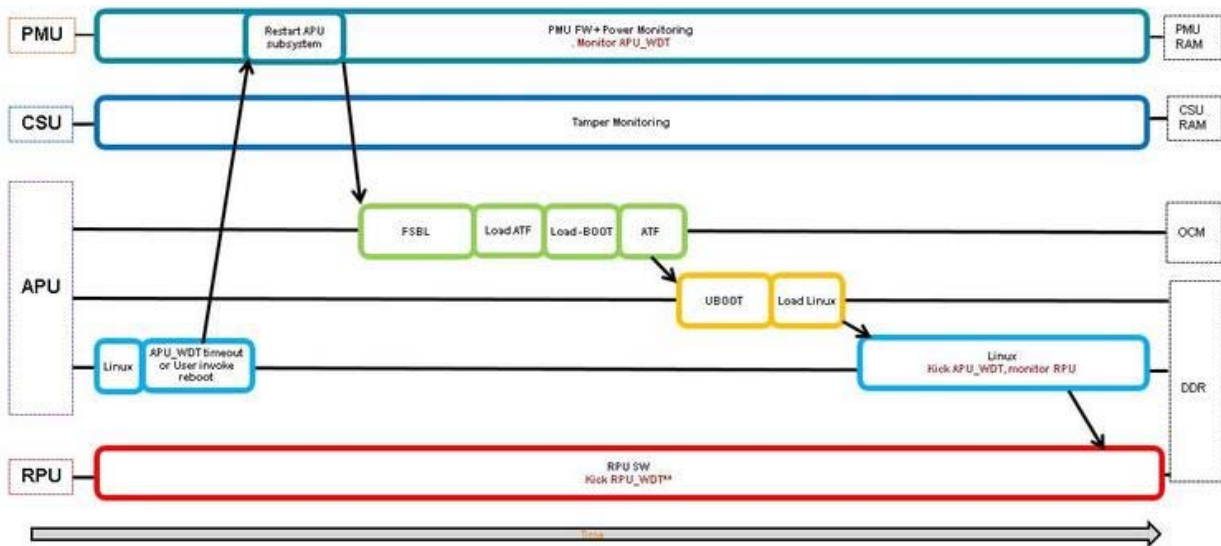 PMU
Restart APU
subsystem
PMU FW+ Power Monitoring
. Monitor APU_WDT
PMU
RAM
CSU
Tamper Monitoring
CSU
RAM
APU
FSBL
Load ATF
Load -BOOT
ATF
OCM
UBOOT
Load Linux
Linux
APU_WDT timeout
or User invoke
reboot
Linux
Kick APU_WDT, monitor RPU
DDR
RPU
RPU SW
Kick RPU_WDT**
Time